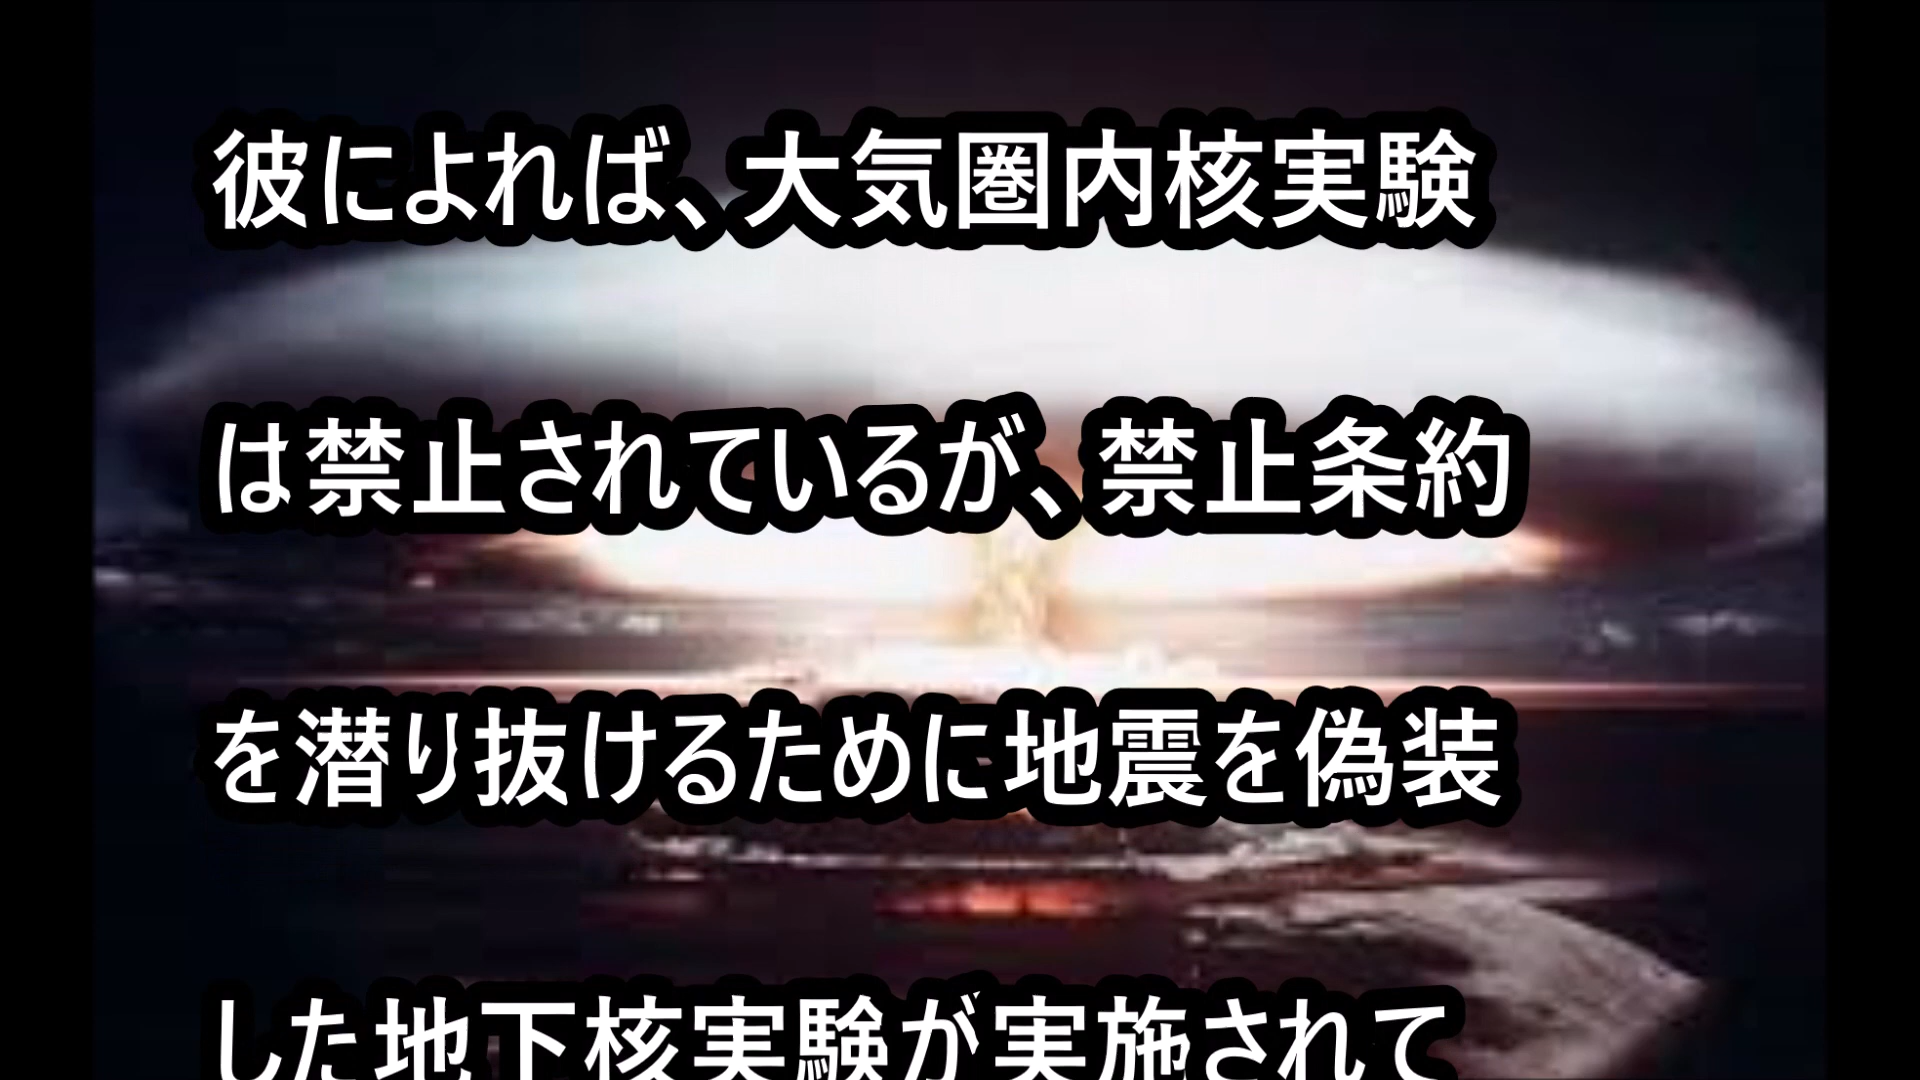 彼によれば、大気圏内核実験
は禁止されているが、禁止条約
を潜り抜けるために地震を偽装
した地下核実験が実施されて